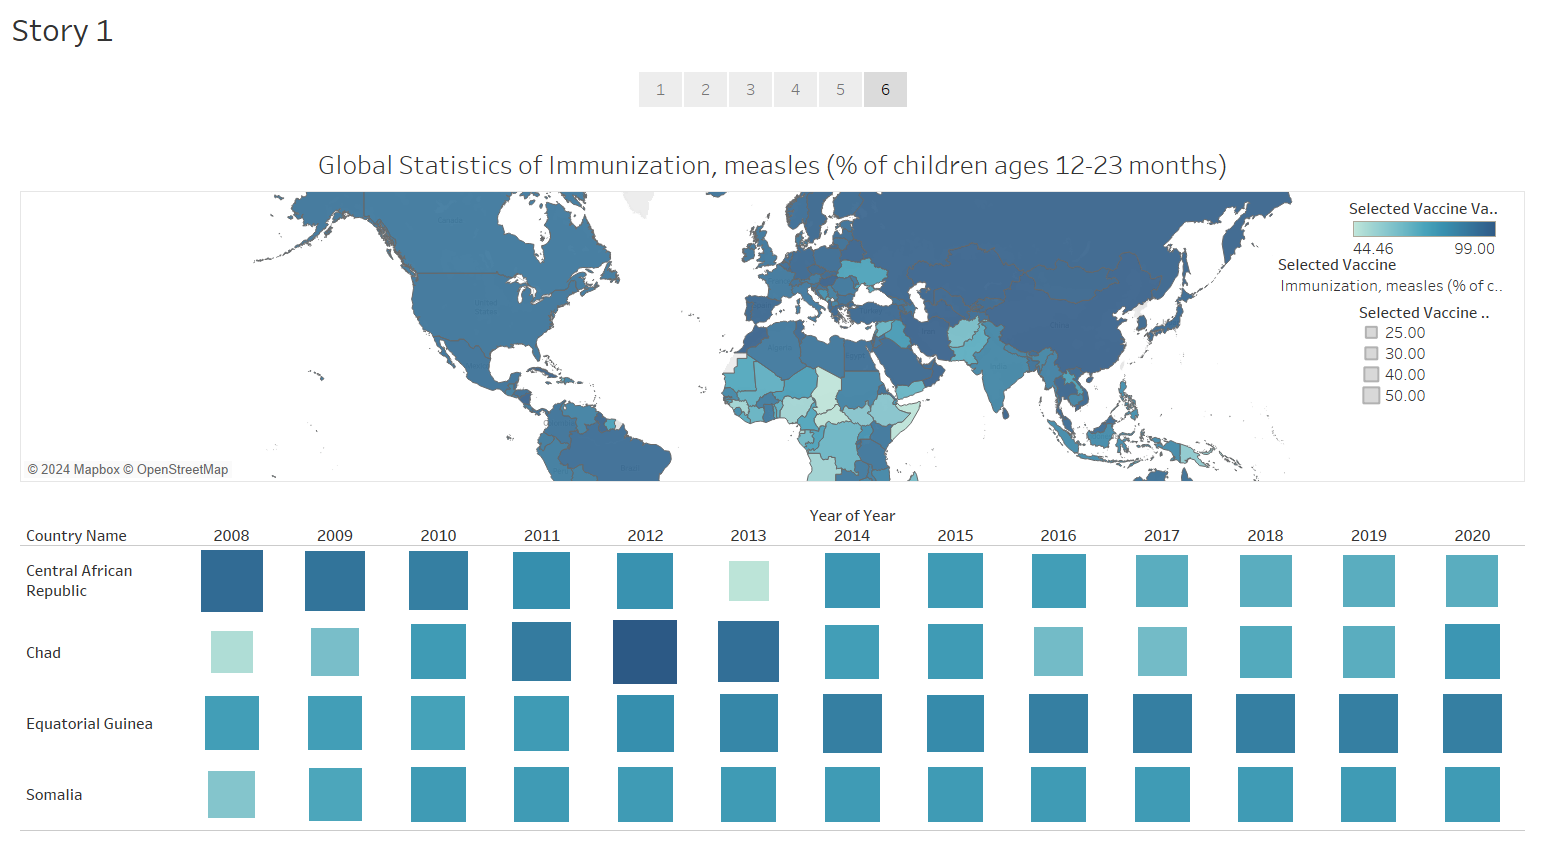 Story 1
1 2 3 4 5 6
Global Statistics of Immunization, measles (% of children ages 12-23 months)
Selected Vaccine Va..
44.46 99.00
Selected Vaccine
Immunization, measles (% of c..
Selected Vaccine ..
25.00
30.00
40.00
50.00
© 2024 Mapbox © OpenStreetMap
Year of Year
Country Name 2008 2009 2010 2011 2012 2013 2014 2015 2016 2017 2018 2019 2020
Central African
Republic
Chad
Equatorial Guinea
Somalia